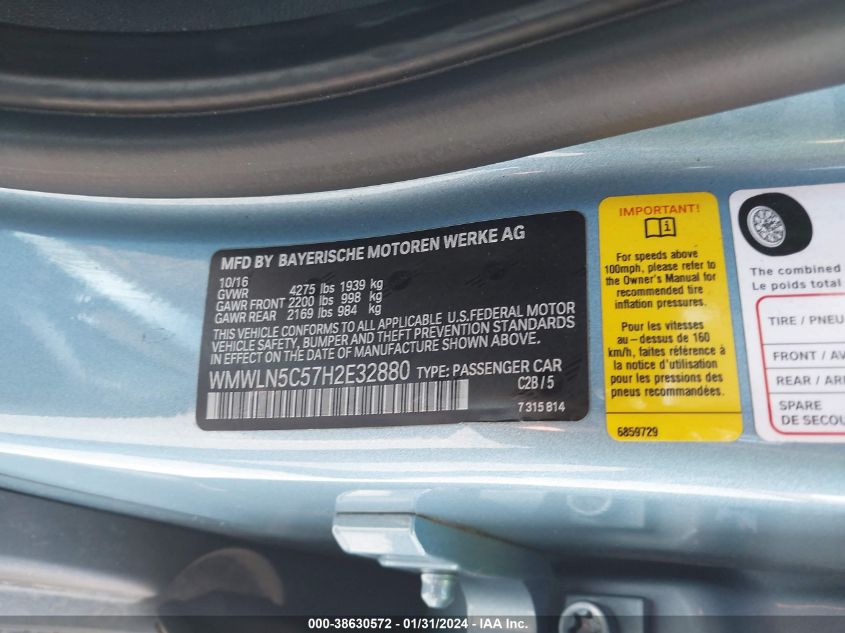 MFD BY BAYERISCHE MOTOREN WERKE AG
10/16
GVWR 4275 lbs 1939 kg
GAWR FRONT 2200 lbs 998 kg
GAWR REAR 2169 lbs 984 kg
THIS VEHICLE CONFORMS TO ALL APPLICABLE U.S.FEDERAL MOTOR
VEHICLE SAFETY, BUMPER AND THEFT PREVENTION STANDARDS
IN EFFECT ON THE DATE OF MANUFACTURE SHOWN ABOVE.
WMWLN5C57H2E32880 TYPE: PASSENGER CAR
C2B / 5
7 315 814
IMPORTANT!
For speeds above
100mph, please refer to
the Owner's Manual for
recommended tire
inflation pressures.
Pour les vitesses
au - dessus de 160
km/h, faites référence à
la notice d'utilisation
pour les pressions des
pneus recommandées.
6859729
The combined
Le poids total
TIRE / PNEU
FRONT / AV
REAR / AR
SPARE
DE SECOU
000-38630572 - 01/31/2024 - IAA Inc.